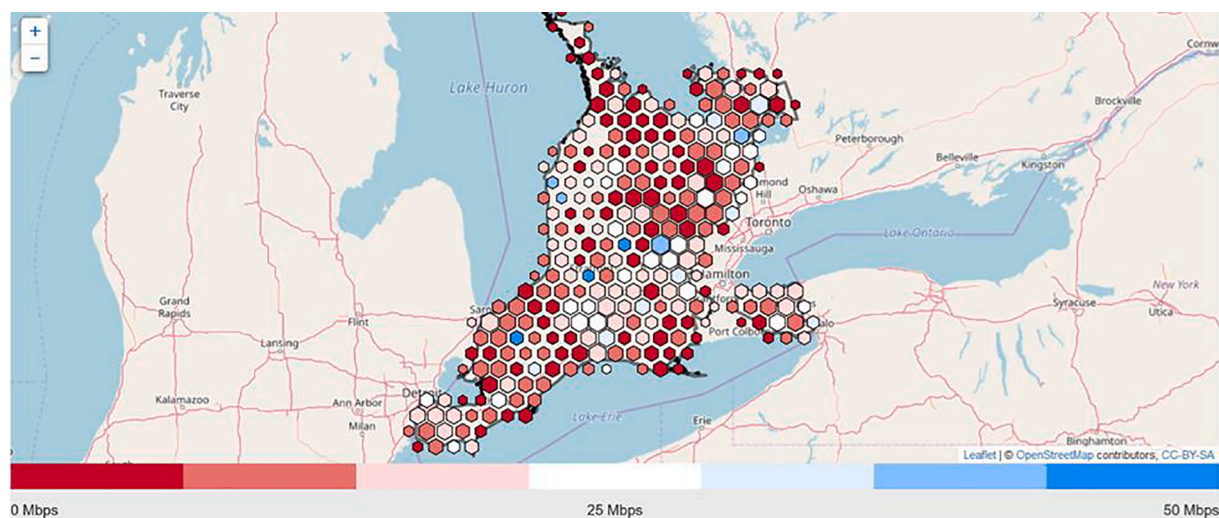 +
−
Lake Huron
Traverse
City
Cornw
Brockville
Peterborough
Belleville
Kingston
mond
Hill
Oshawa
Toronto
Lake Ontario
Mississauga
Hamilton
Grand
Rapids
Sarn
Flint
New York
Syracuse
Utica
Port Colbo
alo
Lansing
Kalamazoo
Detroit
Ann Arbor
Milan
Lake Erie
Erie
Binghamton
Leaflet | © OpenStreetMap contributors, CC-BY-SA
0 Mbps
25 Mbps
50 Mbps